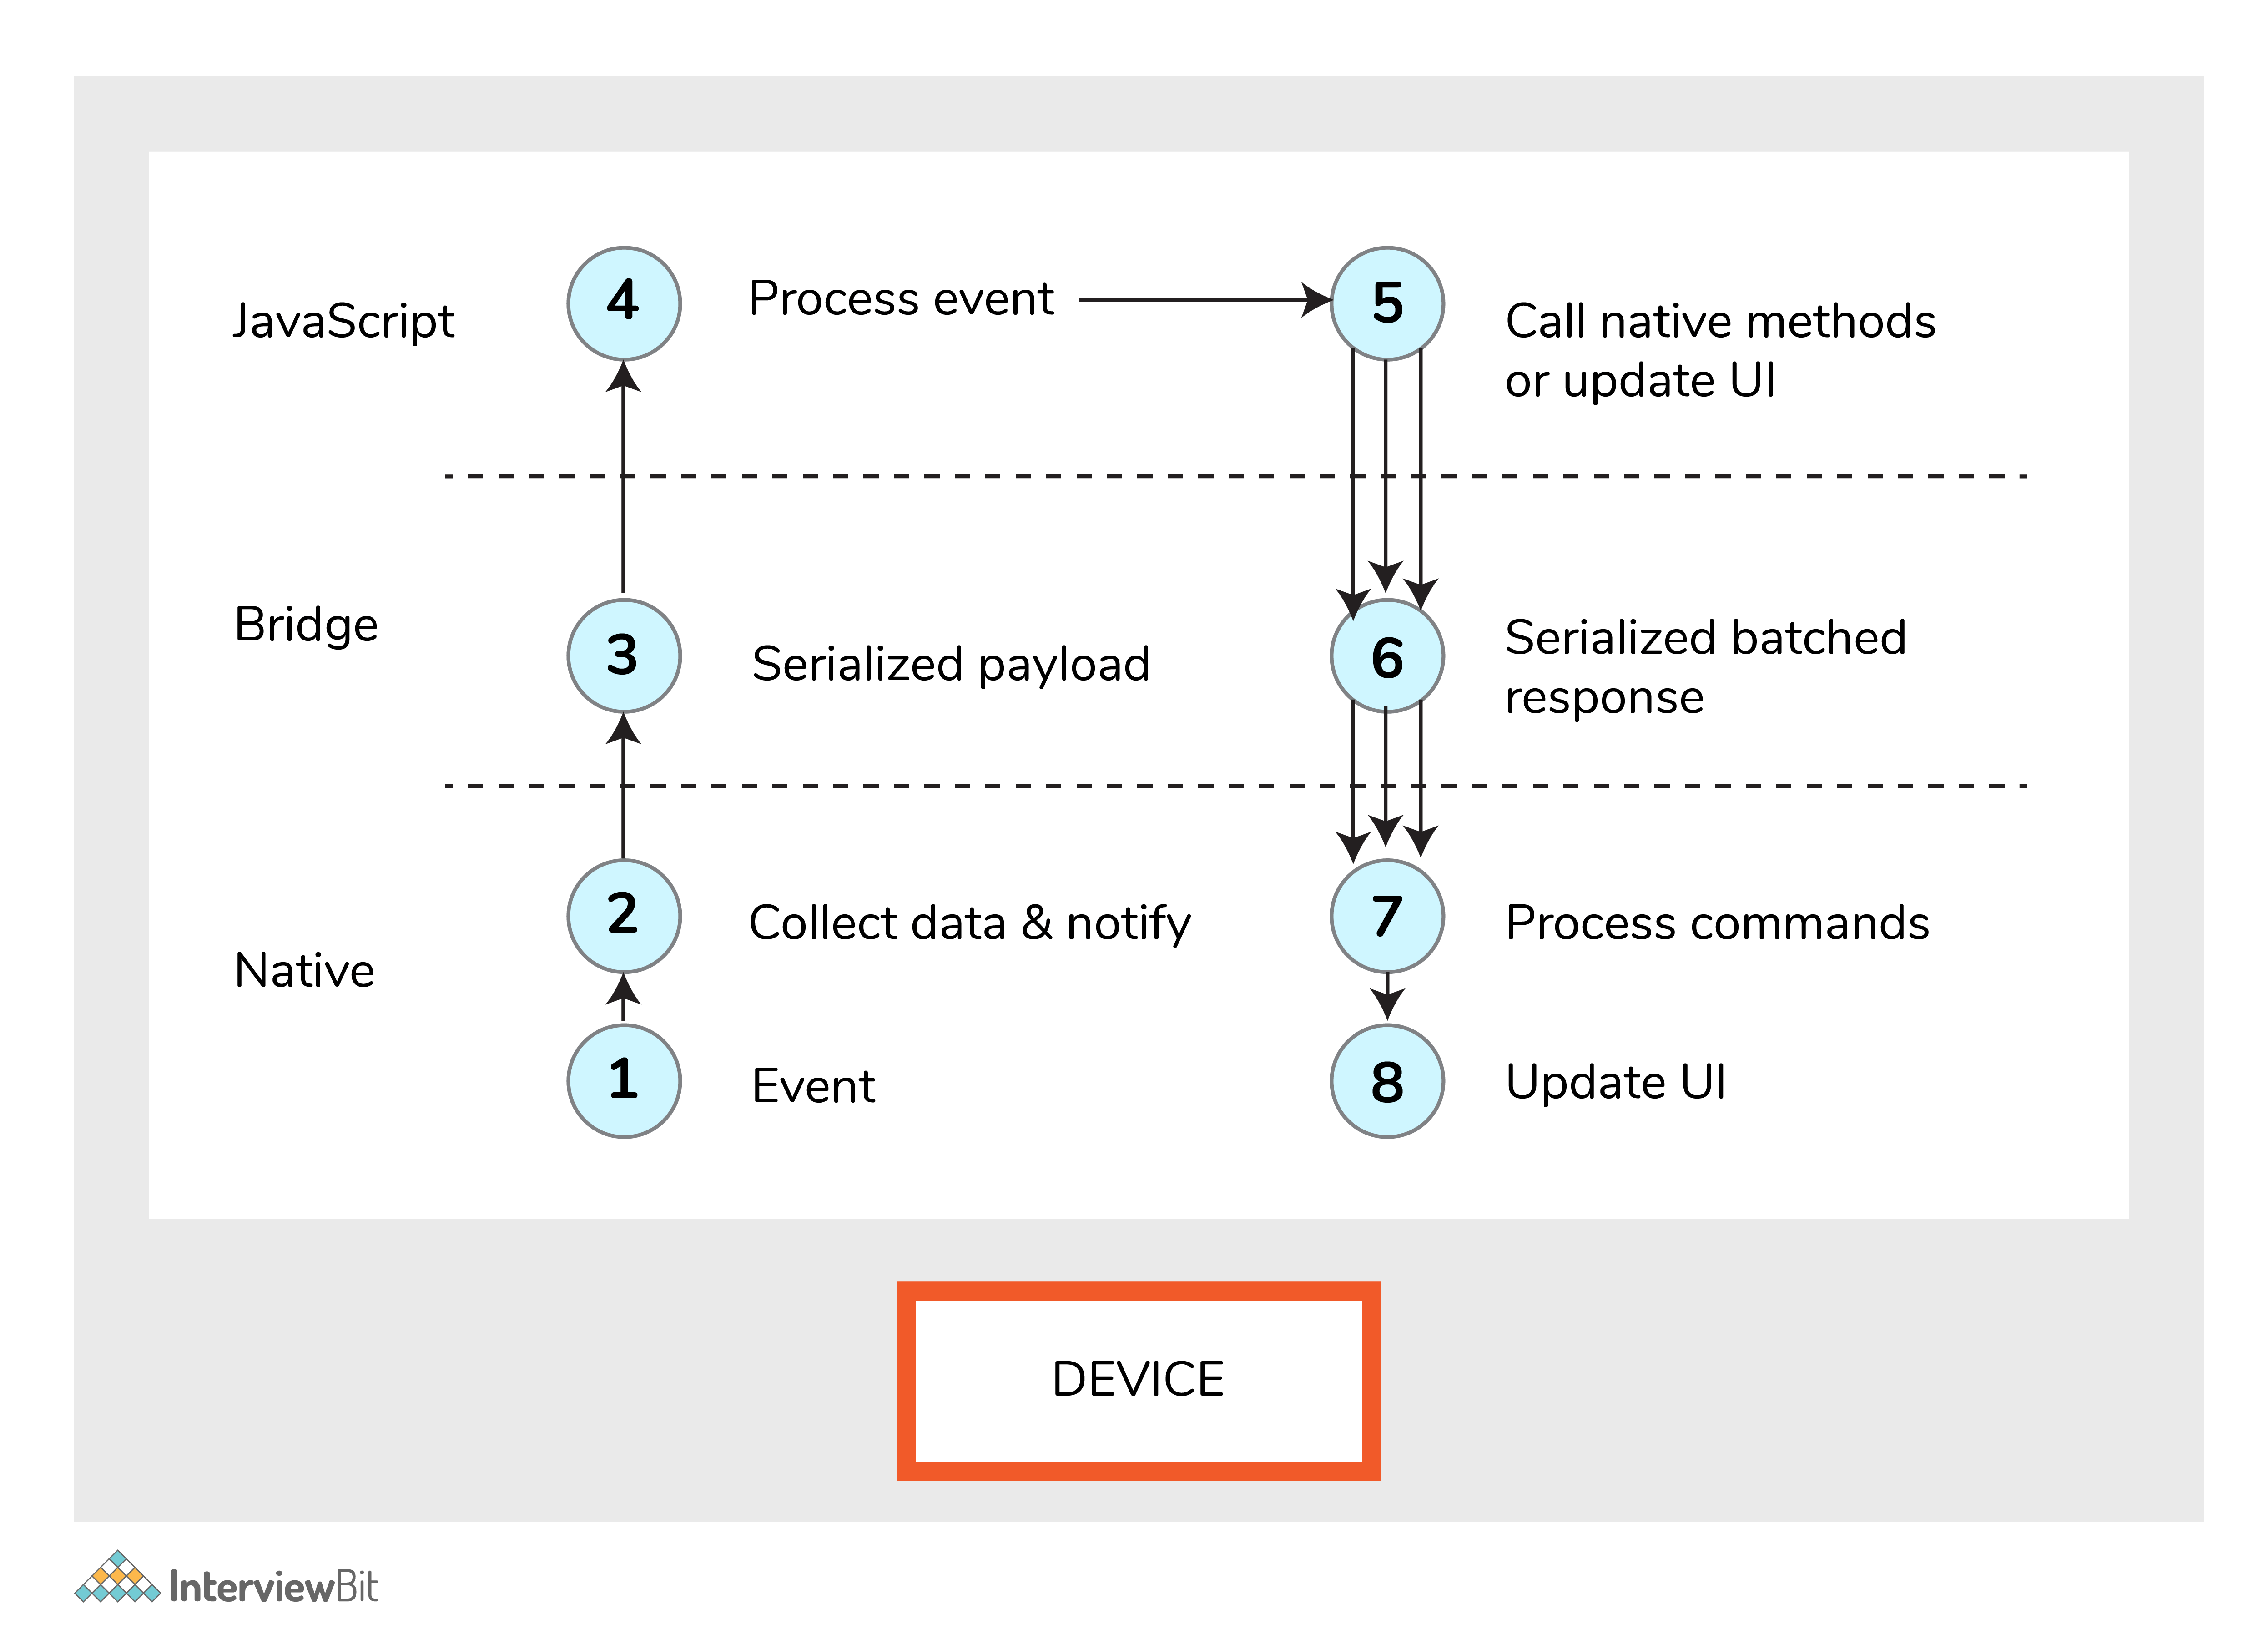 JavaScript
4
Process event
5
Call native methods
or update UI
Bridge
3
Serialized payload
6
Serialized batched
response
Native
2
Collect data & notify
7
Process commands
1
Event
8
Update UI
DEVICE
InterviewBit